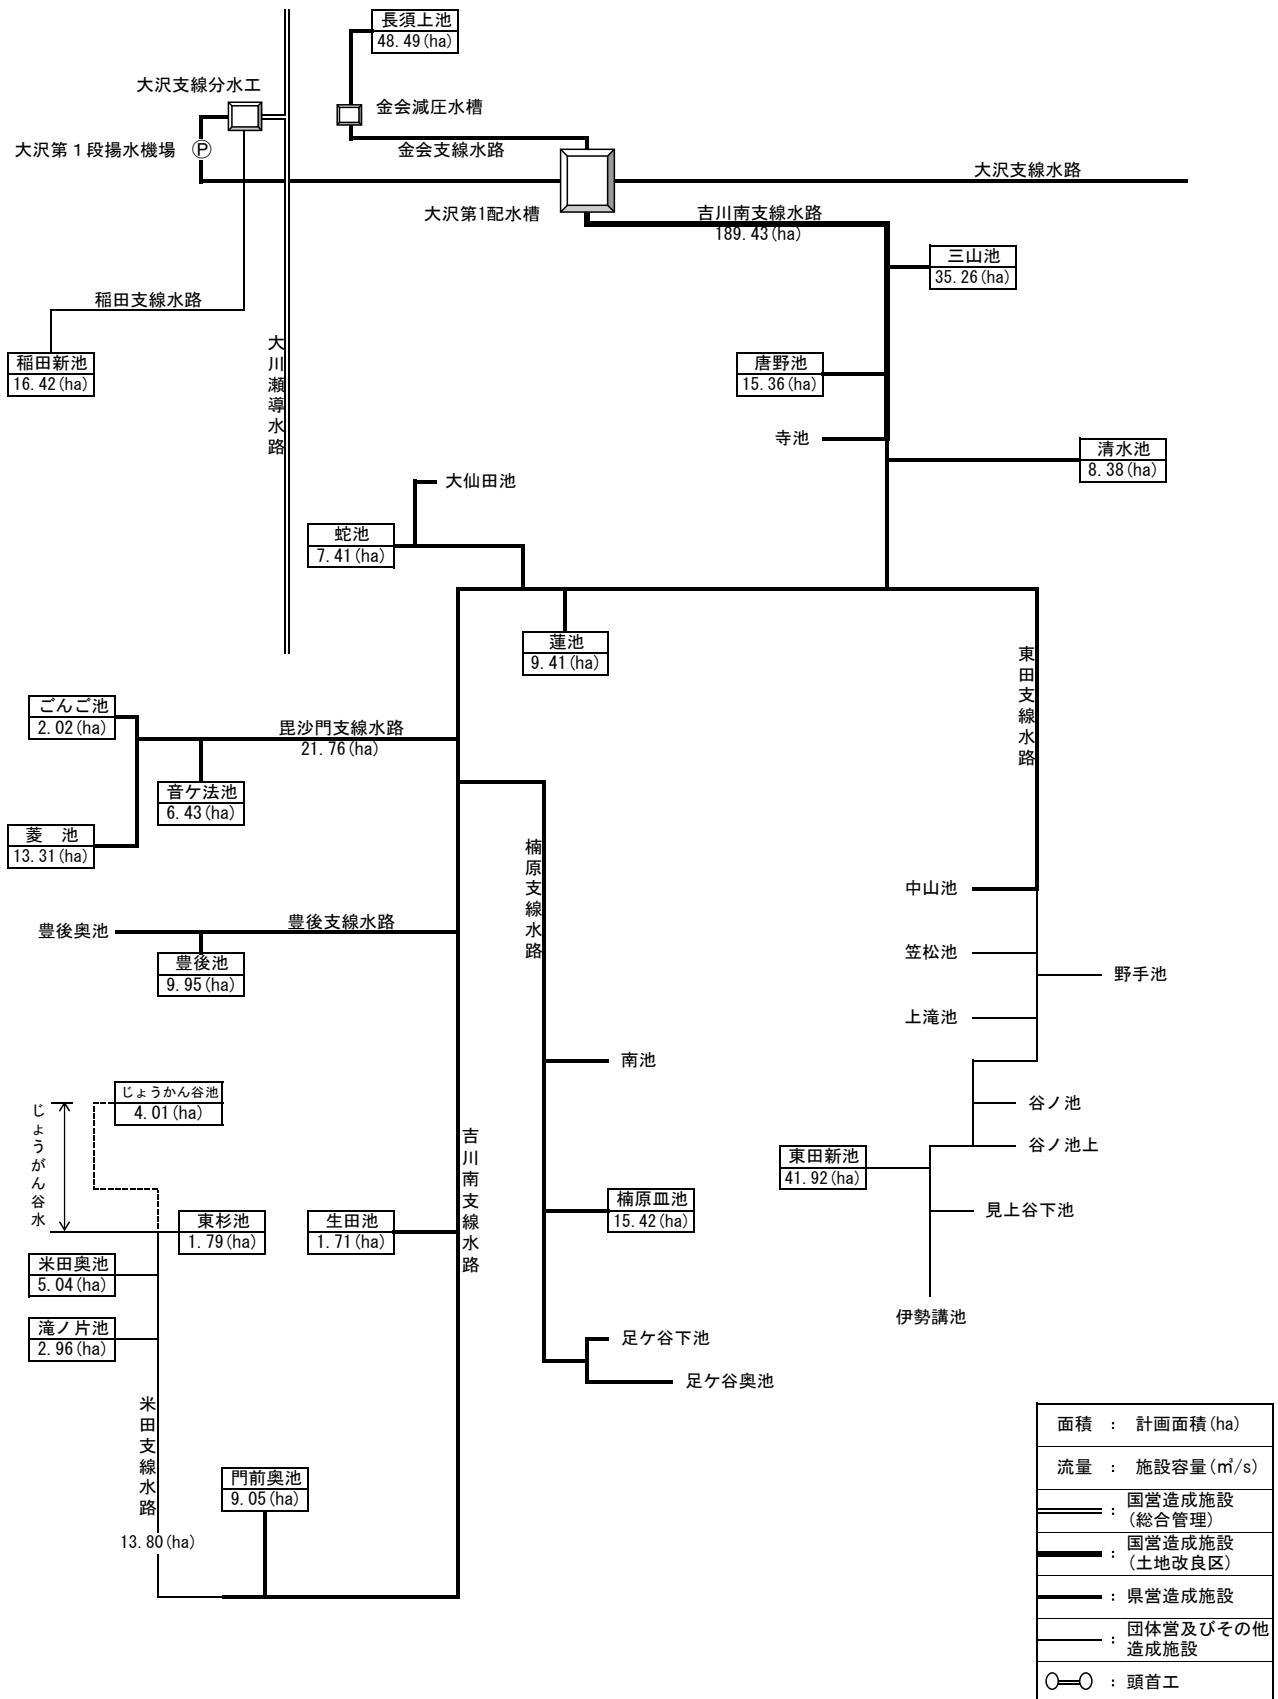 長須上池
48.49(ha)
大沢支線分水工
金会減圧水槽
大沢第1段揚水機場
P
金会支線水路
大沢支線水路
大沢第1配水槽
吉川南支線水路
189.43(ha)
三山池
35.26(ha)
稲田支線水路
大川瀬導水路
稲田新池
16.42(ha)
唐野池
15.36(ha)
寺池
清水池
8.38(ha)
大仙田池
蛇池
7.41(ha)
蓮池
9.41(ha)
東田支線水路
ごんご池
2.02(ha)
毘沙門支線水路
21.76(ha)
音ケ法池
6.43(ha)
菱 池
13.31(ha)
楠原支線水路
中山池
豊後奥池
豊後支線水路
豊後池
9.95(ha)
笠松池
野手池
上滝池
南池
じょうかん谷池
4.01(ha)
じょうがん谷水
谷ノ池
谷ノ池上
吉川南支線水路
東田新池
41.92(ha)
楠原皿池
15.42(ha)
見上谷下池
東杉池
1.79(ha)
生田池
1.71(ha)
米田奥池
5.04(ha)
伊勢講池
滝ノ片池
2.96(ha)
足ケ谷下池
足ケ谷奥池
米田支線水路
13.80(ha)
門前奥池
9.05(ha)
面積 : 計画面積(ha)
流量 : 施設容量(㎥/s)
: 国営造成施設
(総合管理)
: 国営造成施設
(土地改良区)
: 県営造成施設
: 団体営及びその他
造成施設
: 頭首工